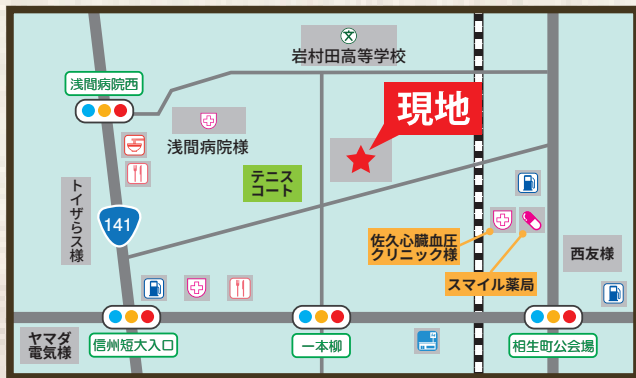 文
岩村田高等学校
浅間病院西
現地
浅間病院様
テニス
コート
トイザらス様
141
佐久心臓血圧
クリニック様
スマイル薬局
西友様
ヤマダ
電気様
信州短大入口
一本柳
相生町公会場